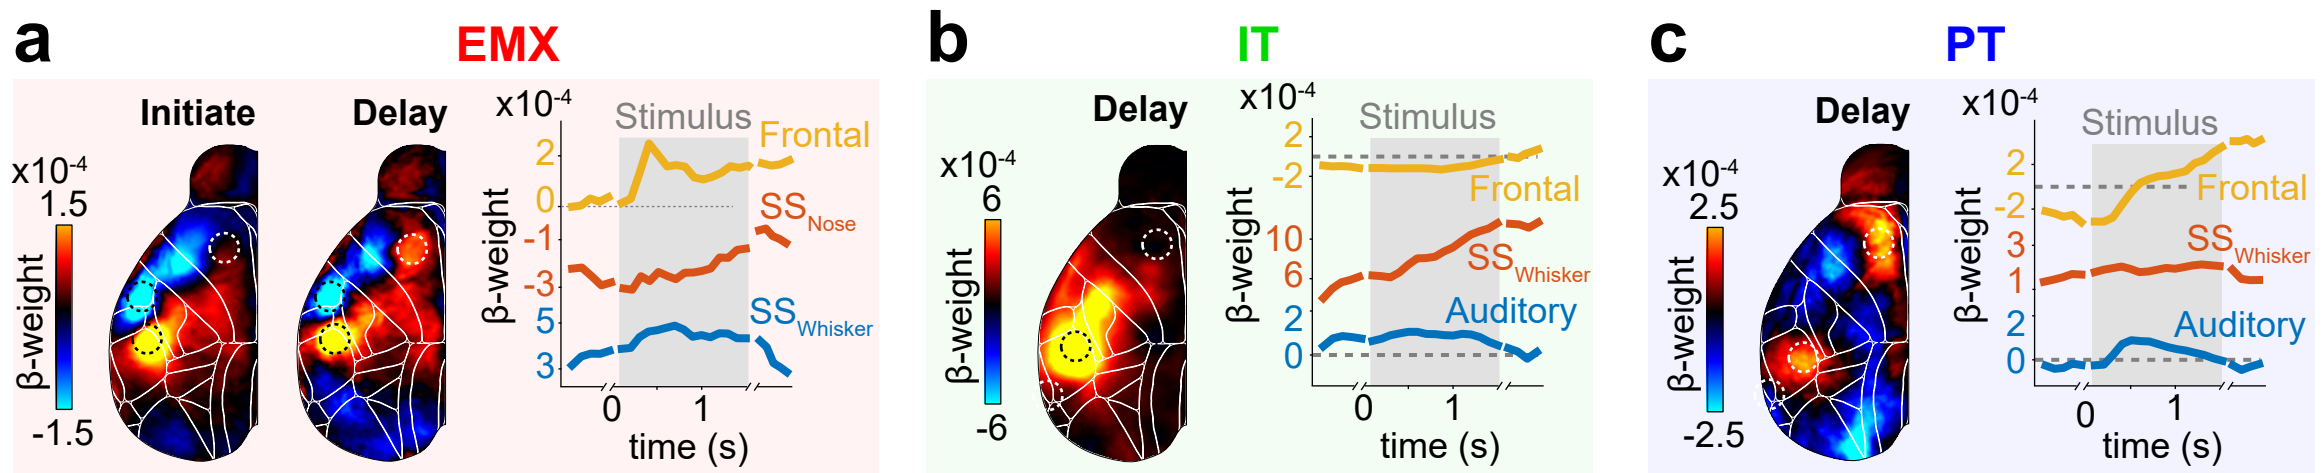 a
EMX
Initiate
Delay
x10-4
1.5
β-weight
-1.5
x10-4
Stimulus
Frontal
2
0
SSNose
-1
-3
SSWhisker
5
3
β-weight
0
1
time (s)
b
IT
Delay
x10-4
6
β-weight
-6
x10-4
Stimulus
2
-2
Frontal
10
6
SSWhisker
2
0
Auditory
β-weight
0
1
time (s)
c
PT
Delay
x10-4
2.5
β-weight
-2.5
x10-4
Stimulus
2
-2
Frontal
3
1
SSWhisker
2
0
Auditory
β-weight
0
1
time (s)